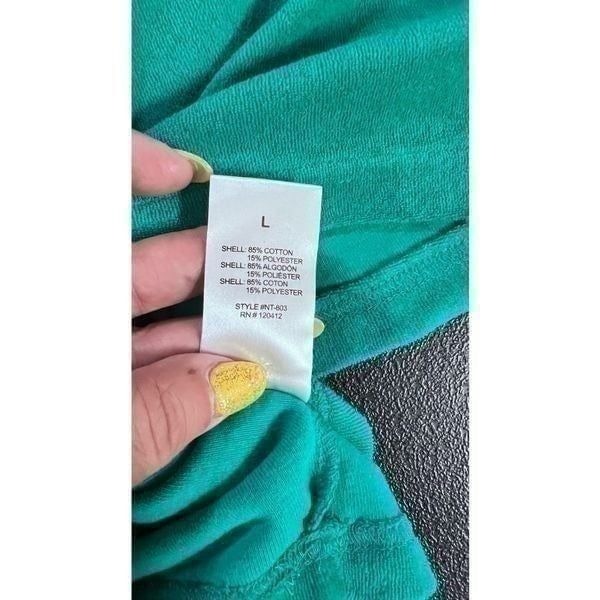 L
SHELL: 85% COTTON
15% POLYESTER
SHELL: 85% ALGODÓN
15% POLIÉSTER
SHELL: 85% COTON
15% POLYESTER
STYLE #NT-803
RN # 120412